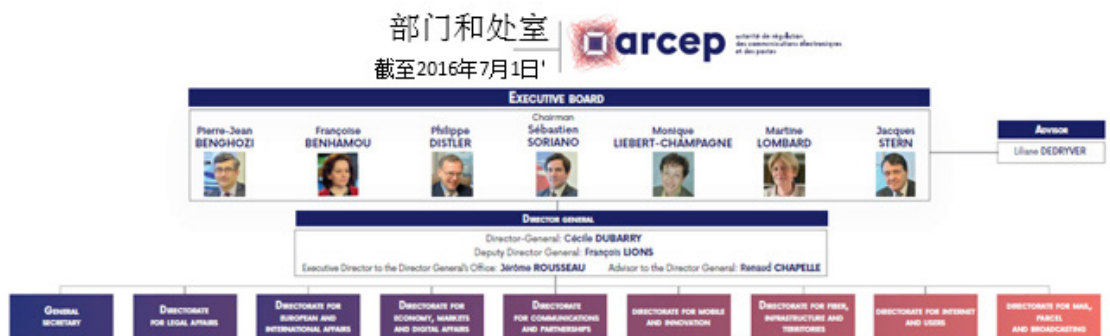 部门和处室
截至2016年7月1日'
arcep
autorité de régulation
des communications électroniques
et des postes
EXECUTIVE BOARD
Pierre-Jean
BENGHOZI
Françoise
BENHAMOU
Philippe
DISTLER
Chairman
Sébastien
SORIANO
Monique
LIEBERT-CHAMPAGNE
Martine
LOMBARD
Jacques
STERN
ADVISOR
Liliane DEDRYVER
DIRECTOR GENERAL
Director-General: Cécile DUBARRY
Deputy Director General: François LIONS
Executive Director to the Director General's Office: Jérôme ROUSSEAU
Advisor to the Director General: Renaud CHAPELLE
GENERAL
SECRETARY
DIRECTORATE
FOR LEGAL AFFAIRS
DIRECTORATE FOR
EUROPEAN AND
INTERNATIONAL AFFAIRS
DIRECTORATE FOR
ECONOMY, MARKETS
AND DIGITAL AFFAIRS
DIRECTORATE
FOR COMMUNICATIONS
AND PARTNERSHIPS
DIRECTORATE FOR MOBILE
AND INNOVATION
DIRECTORATE FOR FIBER,
INFRASTRUCTURE AND
TERRITORIES
DIRECTORATE FOR INTERNET
AND USERS
DIRECTORATE FOR MAIL,
PARCEL
AND BROADCASTING